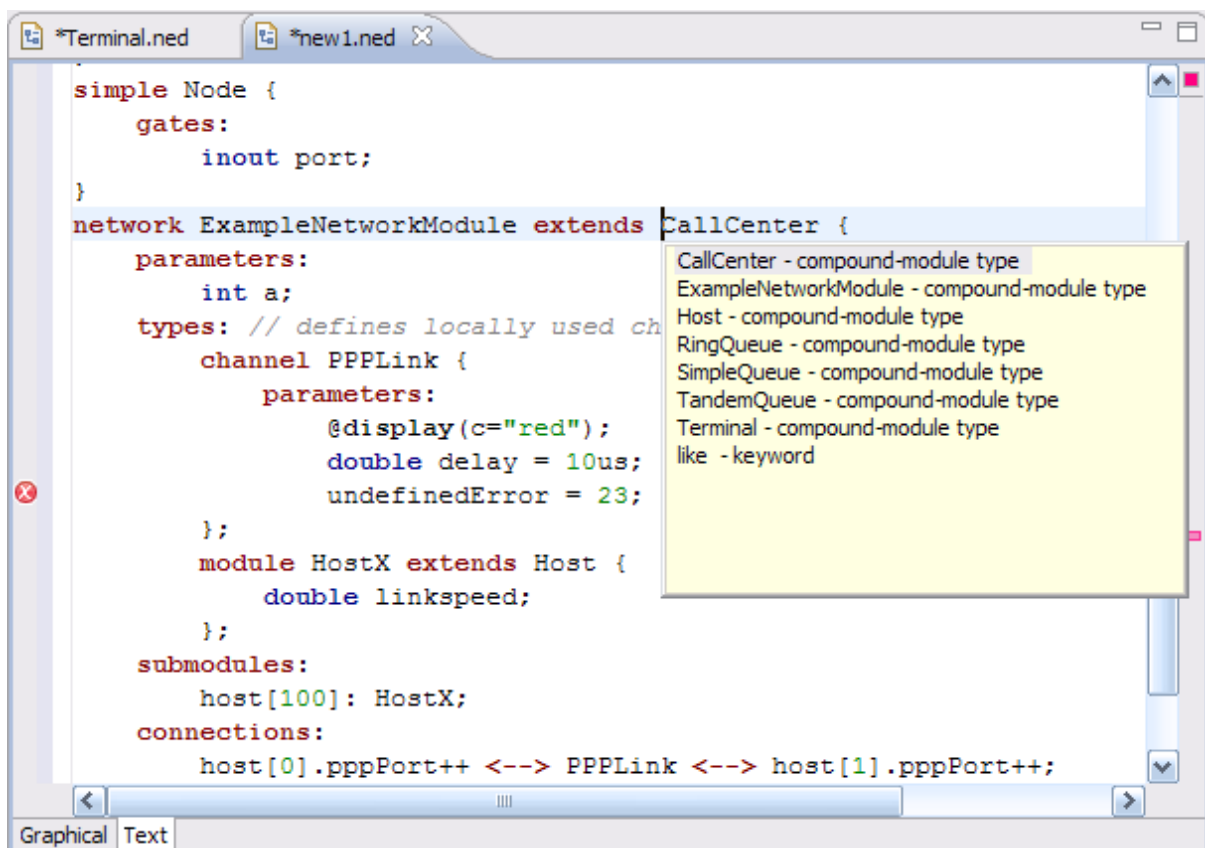 *Terminal.ned
*new1.ned
simple Node {
gates:
inout port;
}
network ExampleNetworkModule extends CallCenter {
parameters:
int a;
types: // defines locally used ch
channel PPPLink {
parameters:
@display(c="red");
double delay = 10us;
undefinedError = 23;
};
module HostX extends Host {
double linkspeed;
};
submodules:
host[100]: HostX;
connections:
host[0].pppPort++ <--> PPPLink <--> host[1].pppPort++;
CallCenter - compound-module type
ExampleNetworkModule - compound-module type
Host - compound-module type
RingQueue - compound-module type
SimpleQueue - compound-module type
TandemQueue - compound-module type
Terminal - compound-module type
like - keyword
Graphical
Text